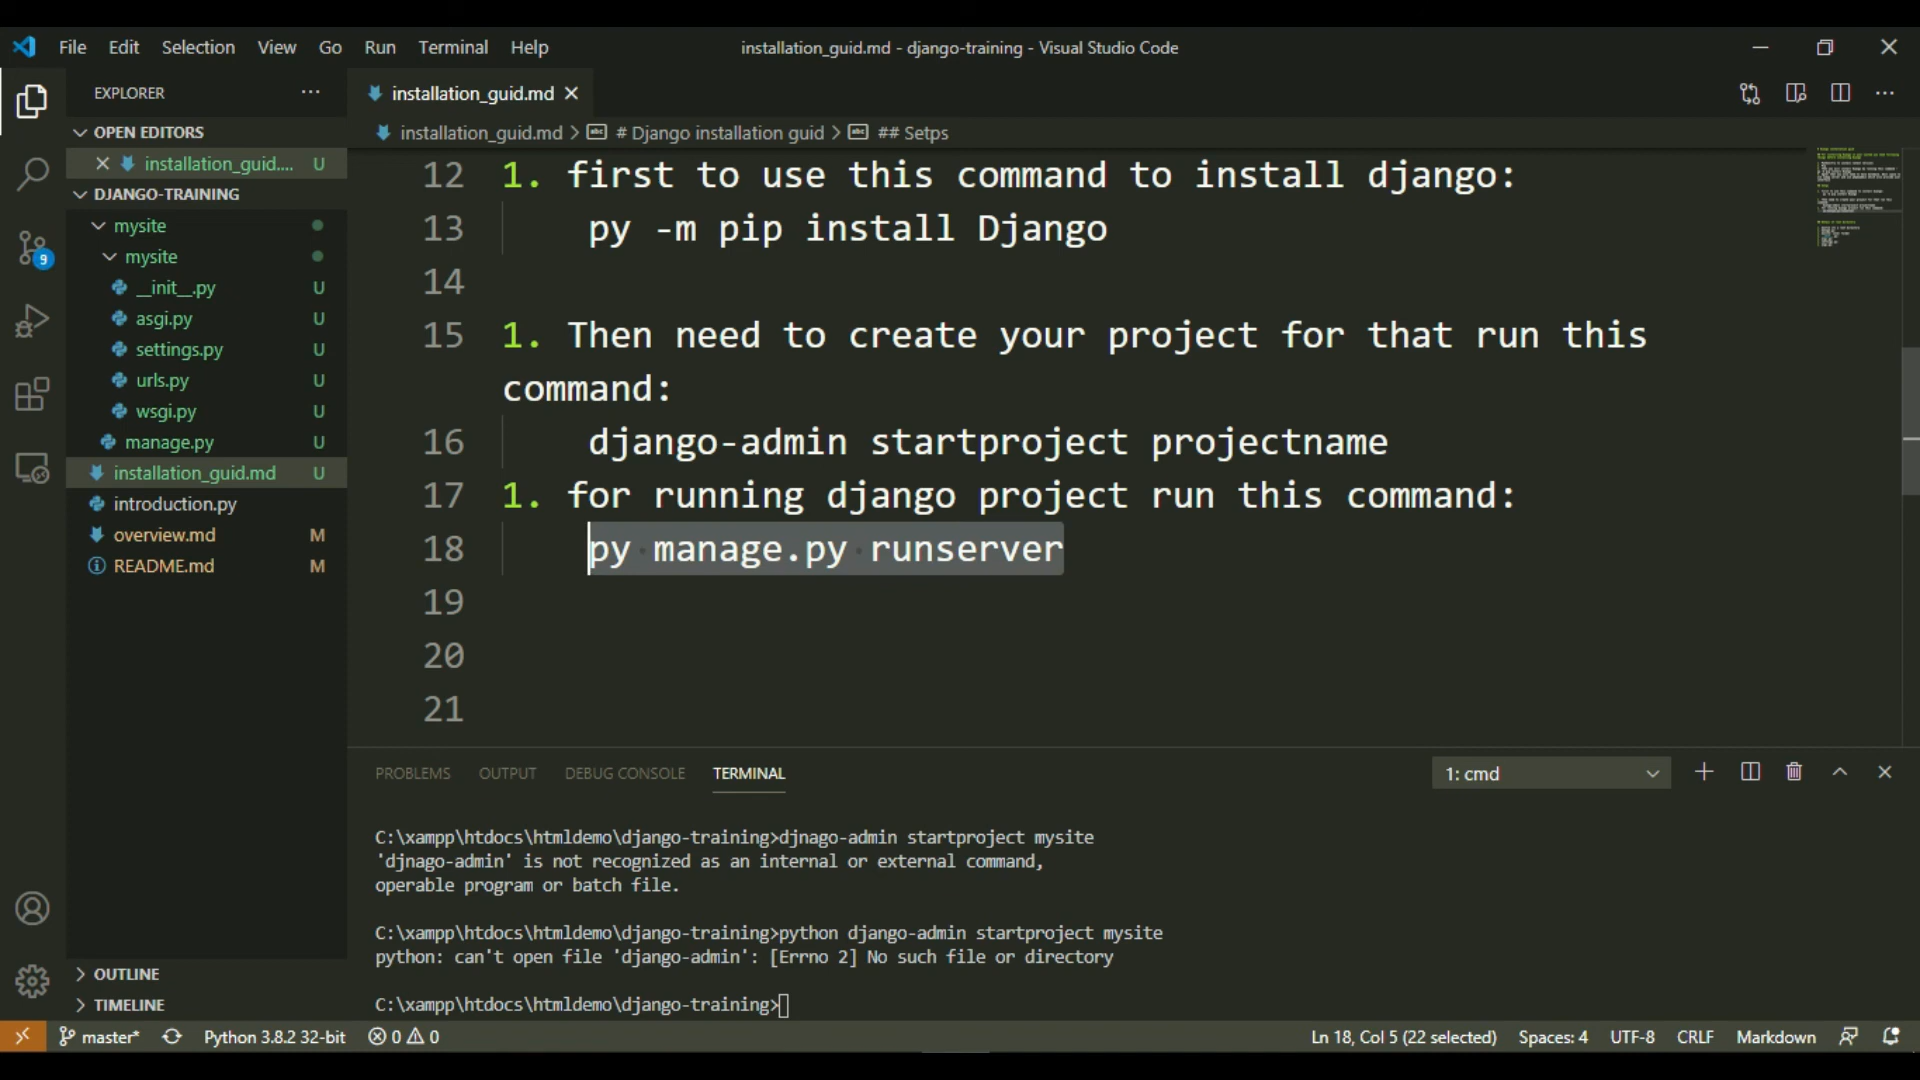 File Edit Selection View Go Run Terminal Help
installation_guid.md - django-training - Visual Studio Code
EXPLORER
installation_guid.md
OPEN EDITORS
installation_guid.... U
DJANGO-TRAINING
mysite
mysite
__init__.py U
asgi.py U
settings.py U
urls.py U
wsgi.py U
manage.py U
installation_guid.md U
introduction.py
overview.md M
README.md M
OUTLINE
TIMELINE
9
installation_guid.md > # Django installation guid > ## Setps
12 1. first to use this command to install django:
13 py -m pip install Django
14
15 1. Then need to create your project for that run this
command:
16 django-admin startproject projectname
17 1. for running django project run this command:
18 py manage.py runserver
19
20
21
PROBLEMS OUTPUT DEBUG CONSOLE TERMINAL
1: cmd
C:\xampp\htdocs\htmldemo\django-training>djnago-admin startproject mysite
'djnago-admin' is not recognized as an internal or external command,
operable program or batch file.
C:\xampp\htdocs\htmldemo\django-training>python django-admin startproject mysite
python: can't open file 'django-admin': [Errno 2] No such file or directory
C:\xampp\htdocs\htmldemo\django-training>
master* Python 3.8.2 32-bit 0 0
Ln 18, Col 5 (22 selected) Spaces: 4 UTF-8 CRLF Markdown